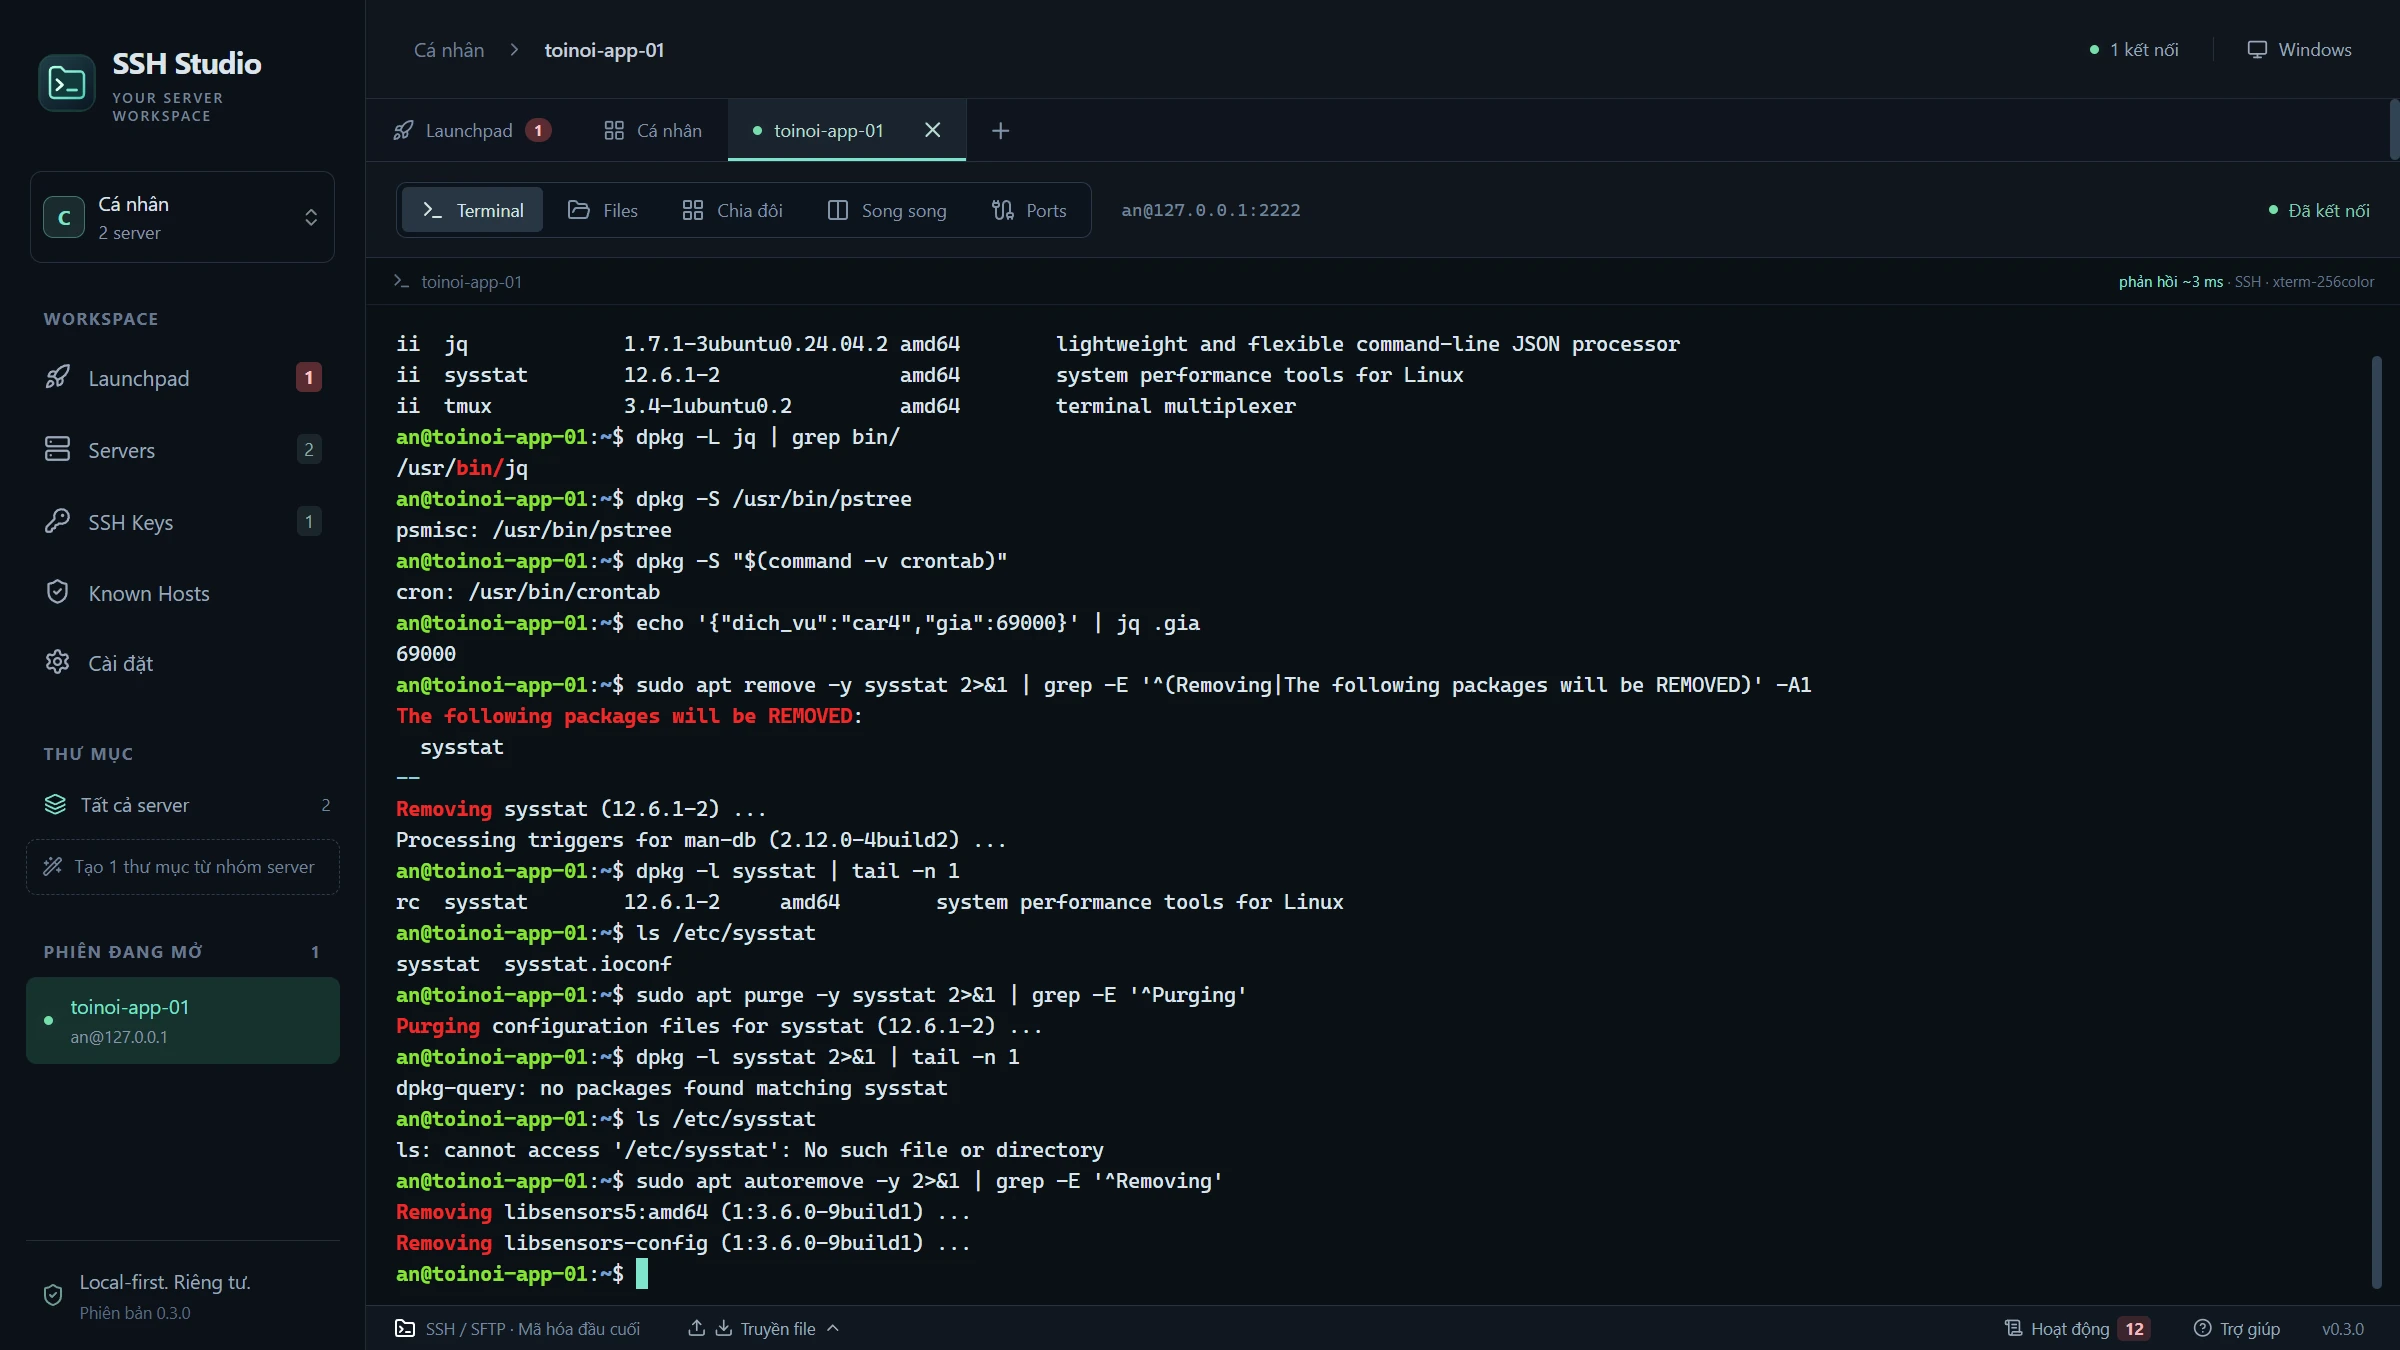 SSH Studio
YOUR SERVER
WORKSPACE
C
Cá nhân
2 server
WORKSPACE
Launchpad 1
Servers 2
SSH Keys 1
Known Hosts
Cài đặt
THƯ MỤC
Tất cả server 2
Tạo 1 thư mục từ nhóm server
PHIÊN ĐANG MỞ 1
toinoi-app-01
an@127.0.0.1
Local-first. Riêng tư.
Phiên bản 0.3.0
Cá nhân > toinoi-app-01
1 kết nối
Windows
Launchpad 1
Cá nhân
toinoi-app-01
Terminal
Files
Chia đôi
Song song
Ports
an@127.0.0.1:2222
Đã kết nối
toinoi-app-01
phản hồi ~3 ms · SSH · xterm-256color
ii  jq             1.7.1-3ubuntu0.24.04.2 amd64        lightweight and flexible command-line JSON processor
ii  sysstat        12.6.1-2               amd64        system performance tools for Linux
ii  tmux           3.4-1ubuntu0.2         amd64        terminal multiplexer
an@toinoi-app-01:~$ dpkg -L jq | grep bin/
/usr/bin/jq
an@toinoi-app-01:~$ dpkg -S /usr/bin/pstree
psmisc: /usr/bin/pstree
an@toinoi-app-01:~$ dpkg -S "$(command -v crontab)"
cron: /usr/bin/crontab
an@toinoi-app-01:~$ echo '{"dich_vu":"car4","gia":69000}' | jq .gia
69000
an@toinoi-app-01:~$ sudo apt remove -y sysstat 2>&1 | grep -E '^(Removing|The following packages will be REMOVED)' -A1
The following packages will be REMOVED:
  sysstat
--
Removing sysstat (12.6.1-2) ...
Processing triggers for man-db (2.12.0-4build2) ...
an@toinoi-app-01:~$ dpkg -l sysstat | tail -n 1
rc  sysstat        12.6.1-2     amd64        system performance tools for Linux
an@toinoi-app-01:~$ ls /etc/sysstat
sysstat  sysstat.ioconf
an@toinoi-app-01:~$ sudo apt purge -y sysstat 2>&1 | grep -E '^Purging'
Purging configuration files for sysstat (12.6.1-2) ...
an@toinoi-app-01:~$ dpkg -l sysstat 2>&1 | tail -n 1
dpkg-query: no packages found matching sysstat
an@toinoi-app-01:~$ ls /etc/sysstat
ls: cannot access '/etc/sysstat': No such file or directory
an@toinoi-app-01:~$ sudo apt autoremove -y 2>&1 | grep -E '^Removing'
Removing libsensors5:amd64 (1:3.6.0-9build1) ...
Removing libsensors-config (1:3.6.0-9build1) ...
an@toinoi-app-01:~$
SSH / SFTP · Mã hóa đầu cuối
Truyền file
Hoạt động 12
Trợ giúp
v0.3.0